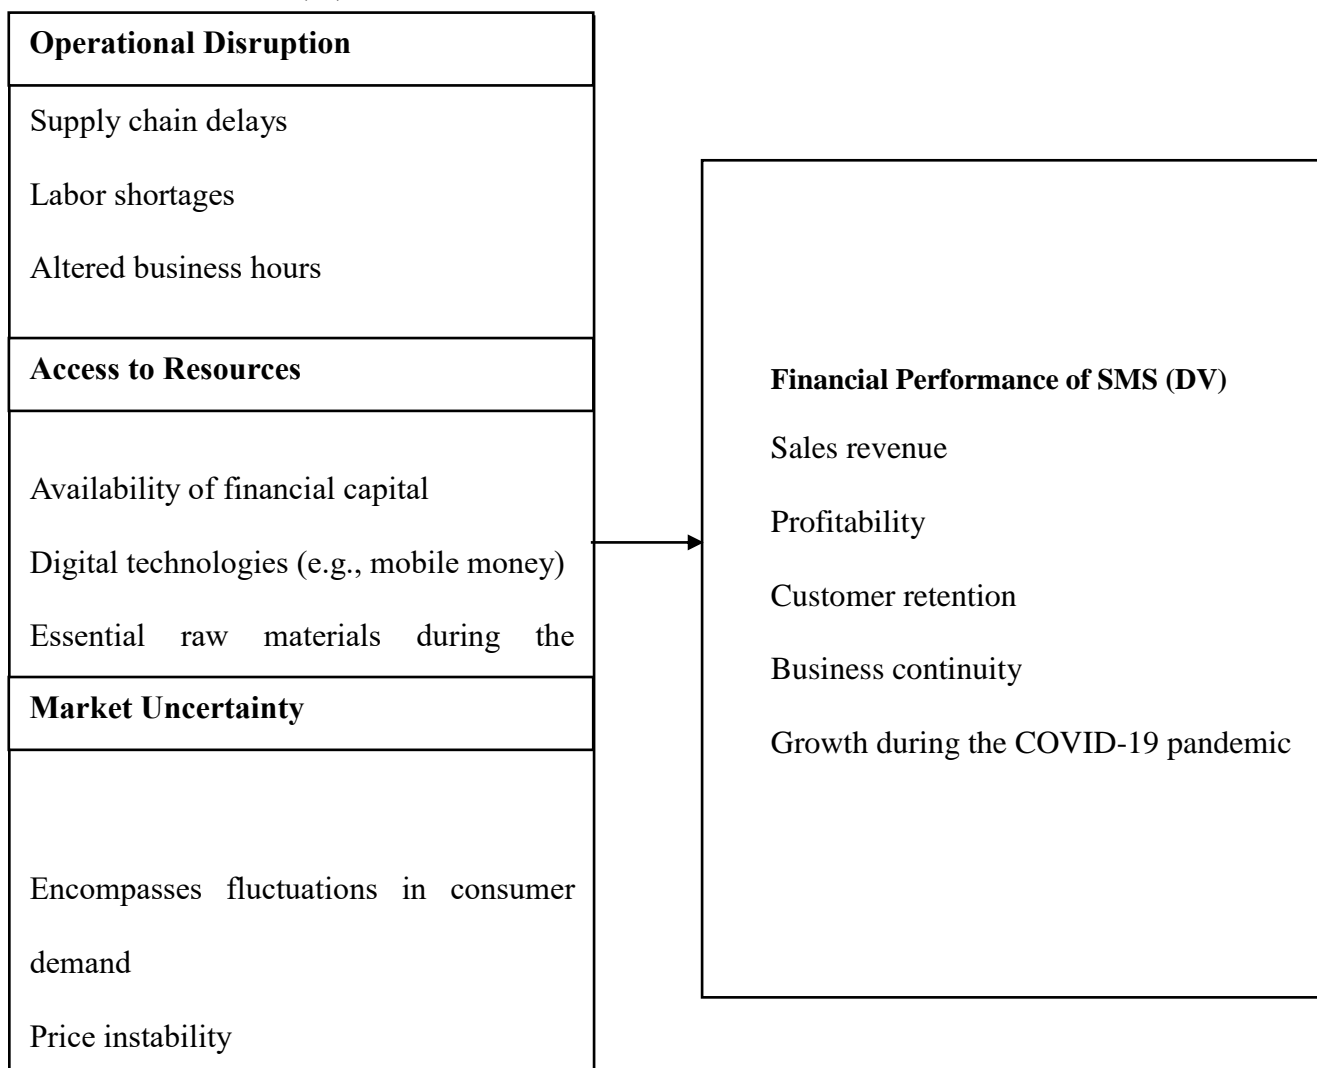 Operational Disruption
Supply chain delays
Labor shortages
Altered business hours
Access to Resources
Availability of financial capital
Digital technologies (e.g., mobile money)
Essential raw materials during the
Market Uncertainty
Encompasses fluctuations in consumer
demand
Price instability
Financial Performance of SMS (DV)
Sales revenue
Profitability
Customer retention
Business continuity
Growth during the COVID-19 pandemic